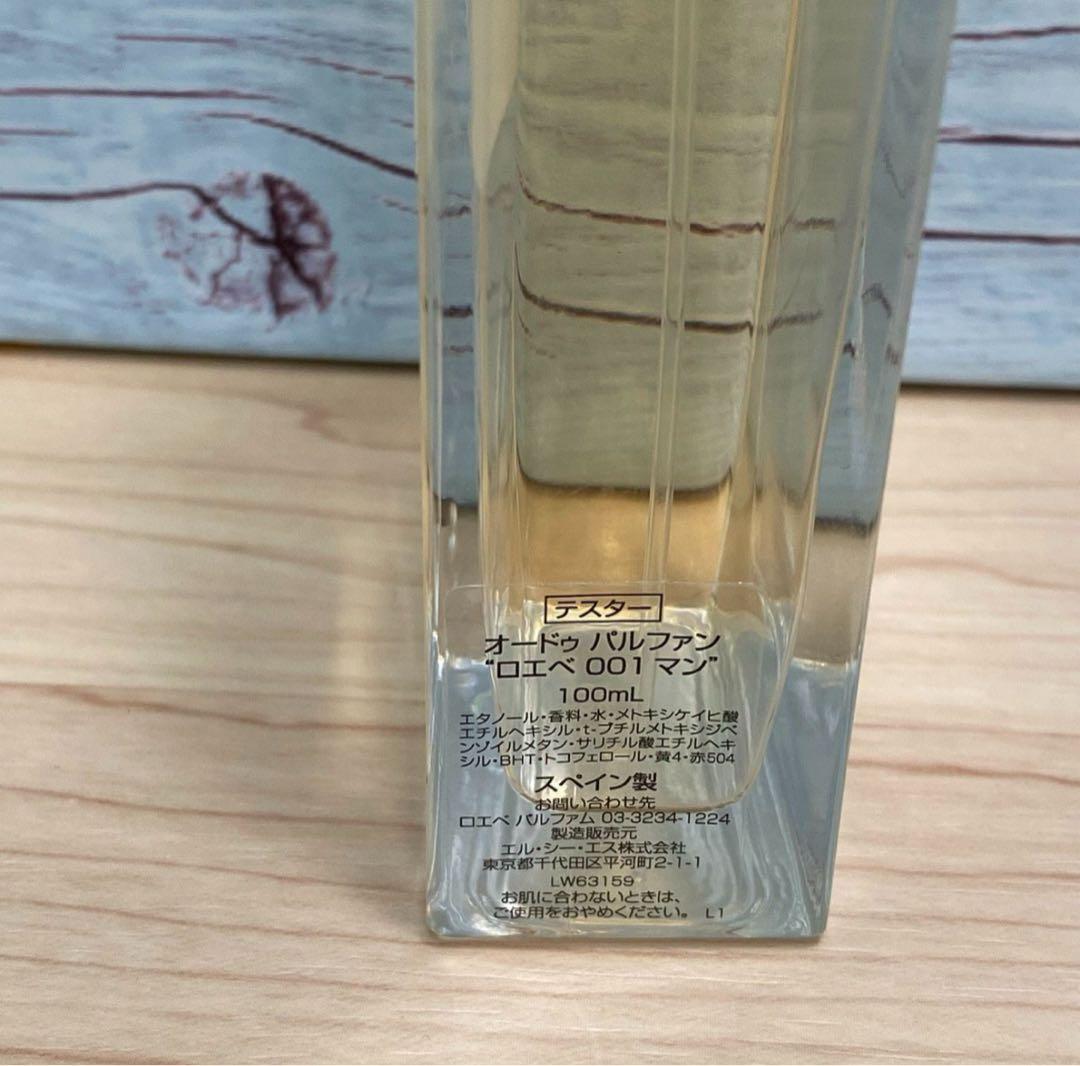 テスター
オードゥ パルファン
“ロエベ 001 マン”
100mL
エタノール・香料・水・メトキシケイヒ酸
エチルヘキシル・t-ブチルメトキシジベ
ンゾイルメタン・サリチル酸エチルヘキ
シル・BHT・トコフェロール・黄4・赤504
スペイン製
お問い合わせ先
ロエベ パルファム 03-3234-1224
製造販売元
エル・シー・エス株式会社
東京都千代田区平河町2-1-1
LW63159
お肌に合わないときは、
ご使用をおやめください。 L1